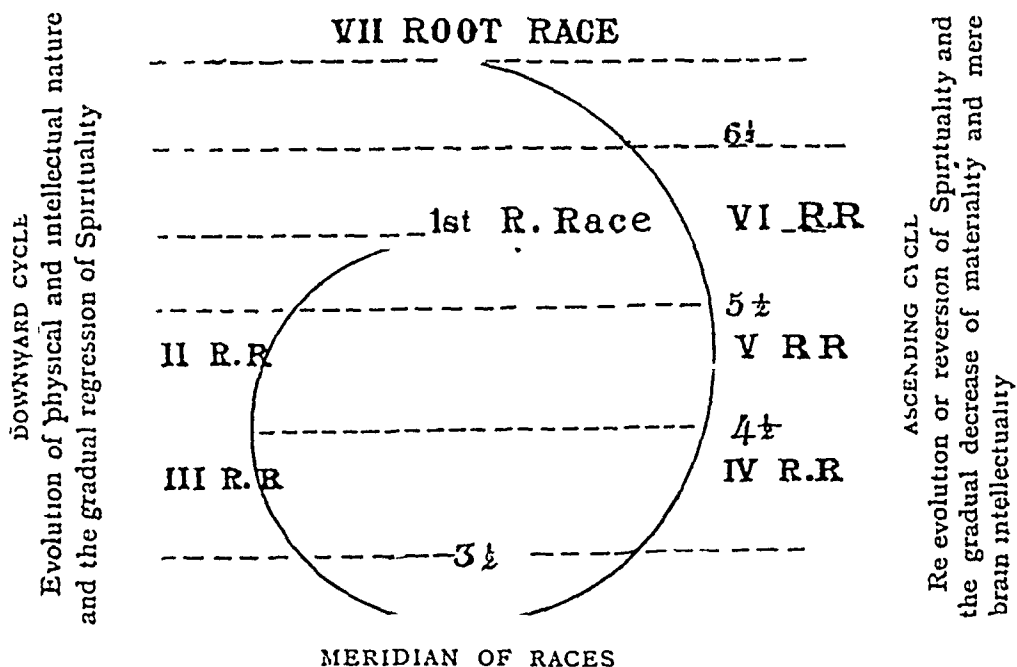 DOWNWARD CYCLE
Evolution of physical and intellectual nature
and the gradual regression of Spirituality
VII ROOT RACE
6½
1st R. Race
VI R.R
5½
II R.R
V R R
4½
III R.R
IV R.R
3½
MERIDIAN OF RACES
ASCENDING CYCLE
Re evolution or reversion of Spirituality and
the gradual decrease of materiality and mere
brain intellectuality